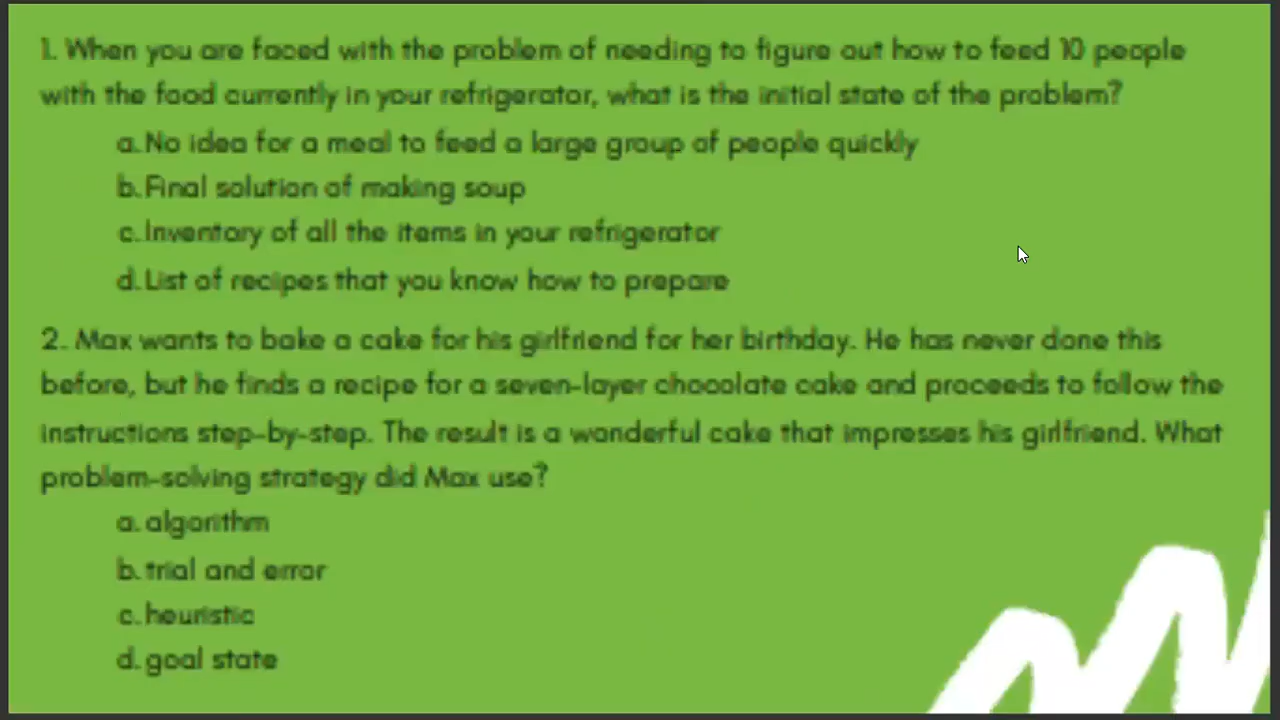 1. When you are faced with the problem of needing to figure out how to feed 10 people
with the food currently in your refrigerator, what is the initial state of the problem?
a. No idea for a meal to feed a large group of people quickly
b. Final solution of making soup
c. Inventory of all the items in your refrigerator
d. List of recipes that you know how to prepare
2. Max wants to bake a cake for his girlfriend for her birthday. He has never done this
before, but he finds a recipe for a seven-layer chocolate cake and proceeds to follow the
instructions step-by-step. The result is a wonderful cake that impresses his girlfriend. What
problem-solving strategy did Max use?
a. algorithm
b. trial and error
c. heuristic
d. goal state